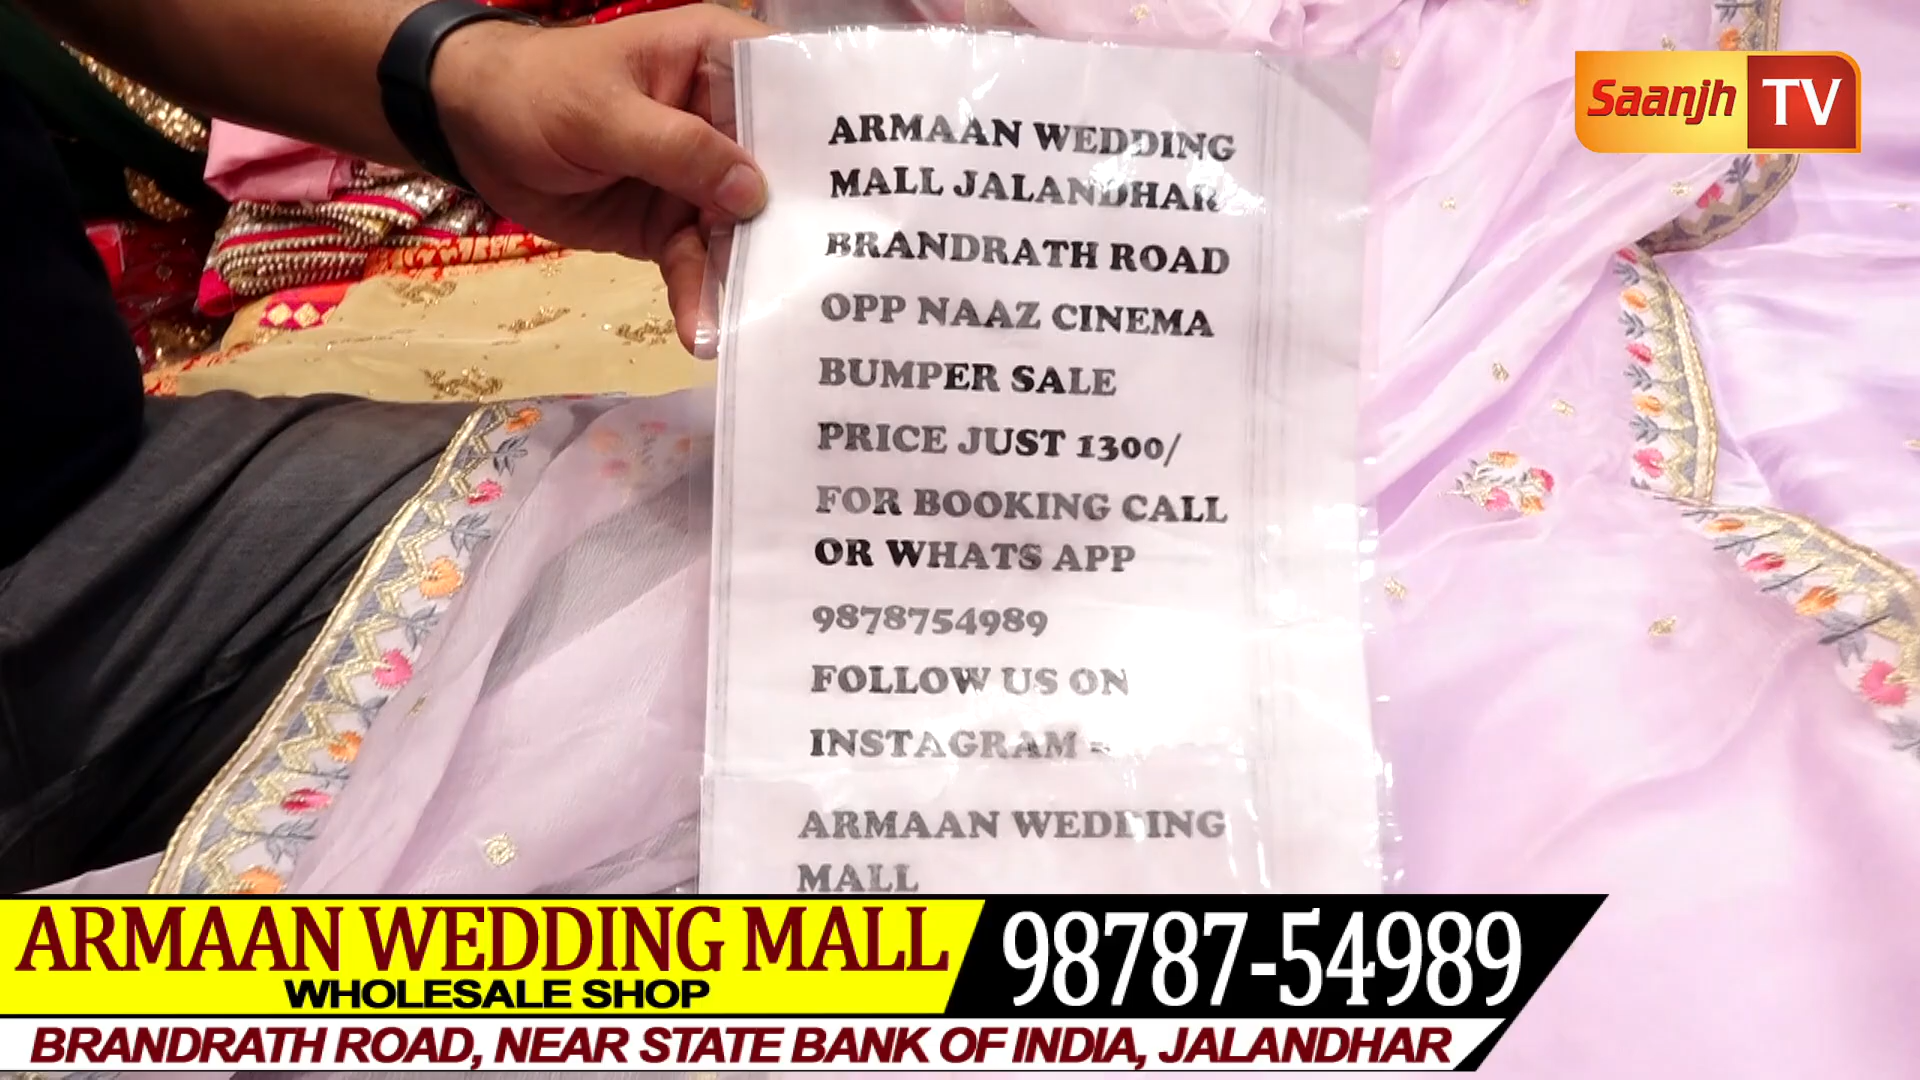 Saanjh TV
ARMAAN WEDDING
MALL JALANDHAR
BRANDRATH ROAD
OPP NAAZ CINEMA
BUMPER SALE
PRICE JUST 1300/
FOR BOOKING CALL
OR WHATS APP
9878754989
FOLLOW US ON
INSTAGRAM =
ARMAAN WEDDING
MALL
ARMAAN WEDDING MALL
WHOLESALE SHOP
98787-54989
BRANDRATH ROAD, NEAR STATE BANK OF INDIA, JALANDHAR